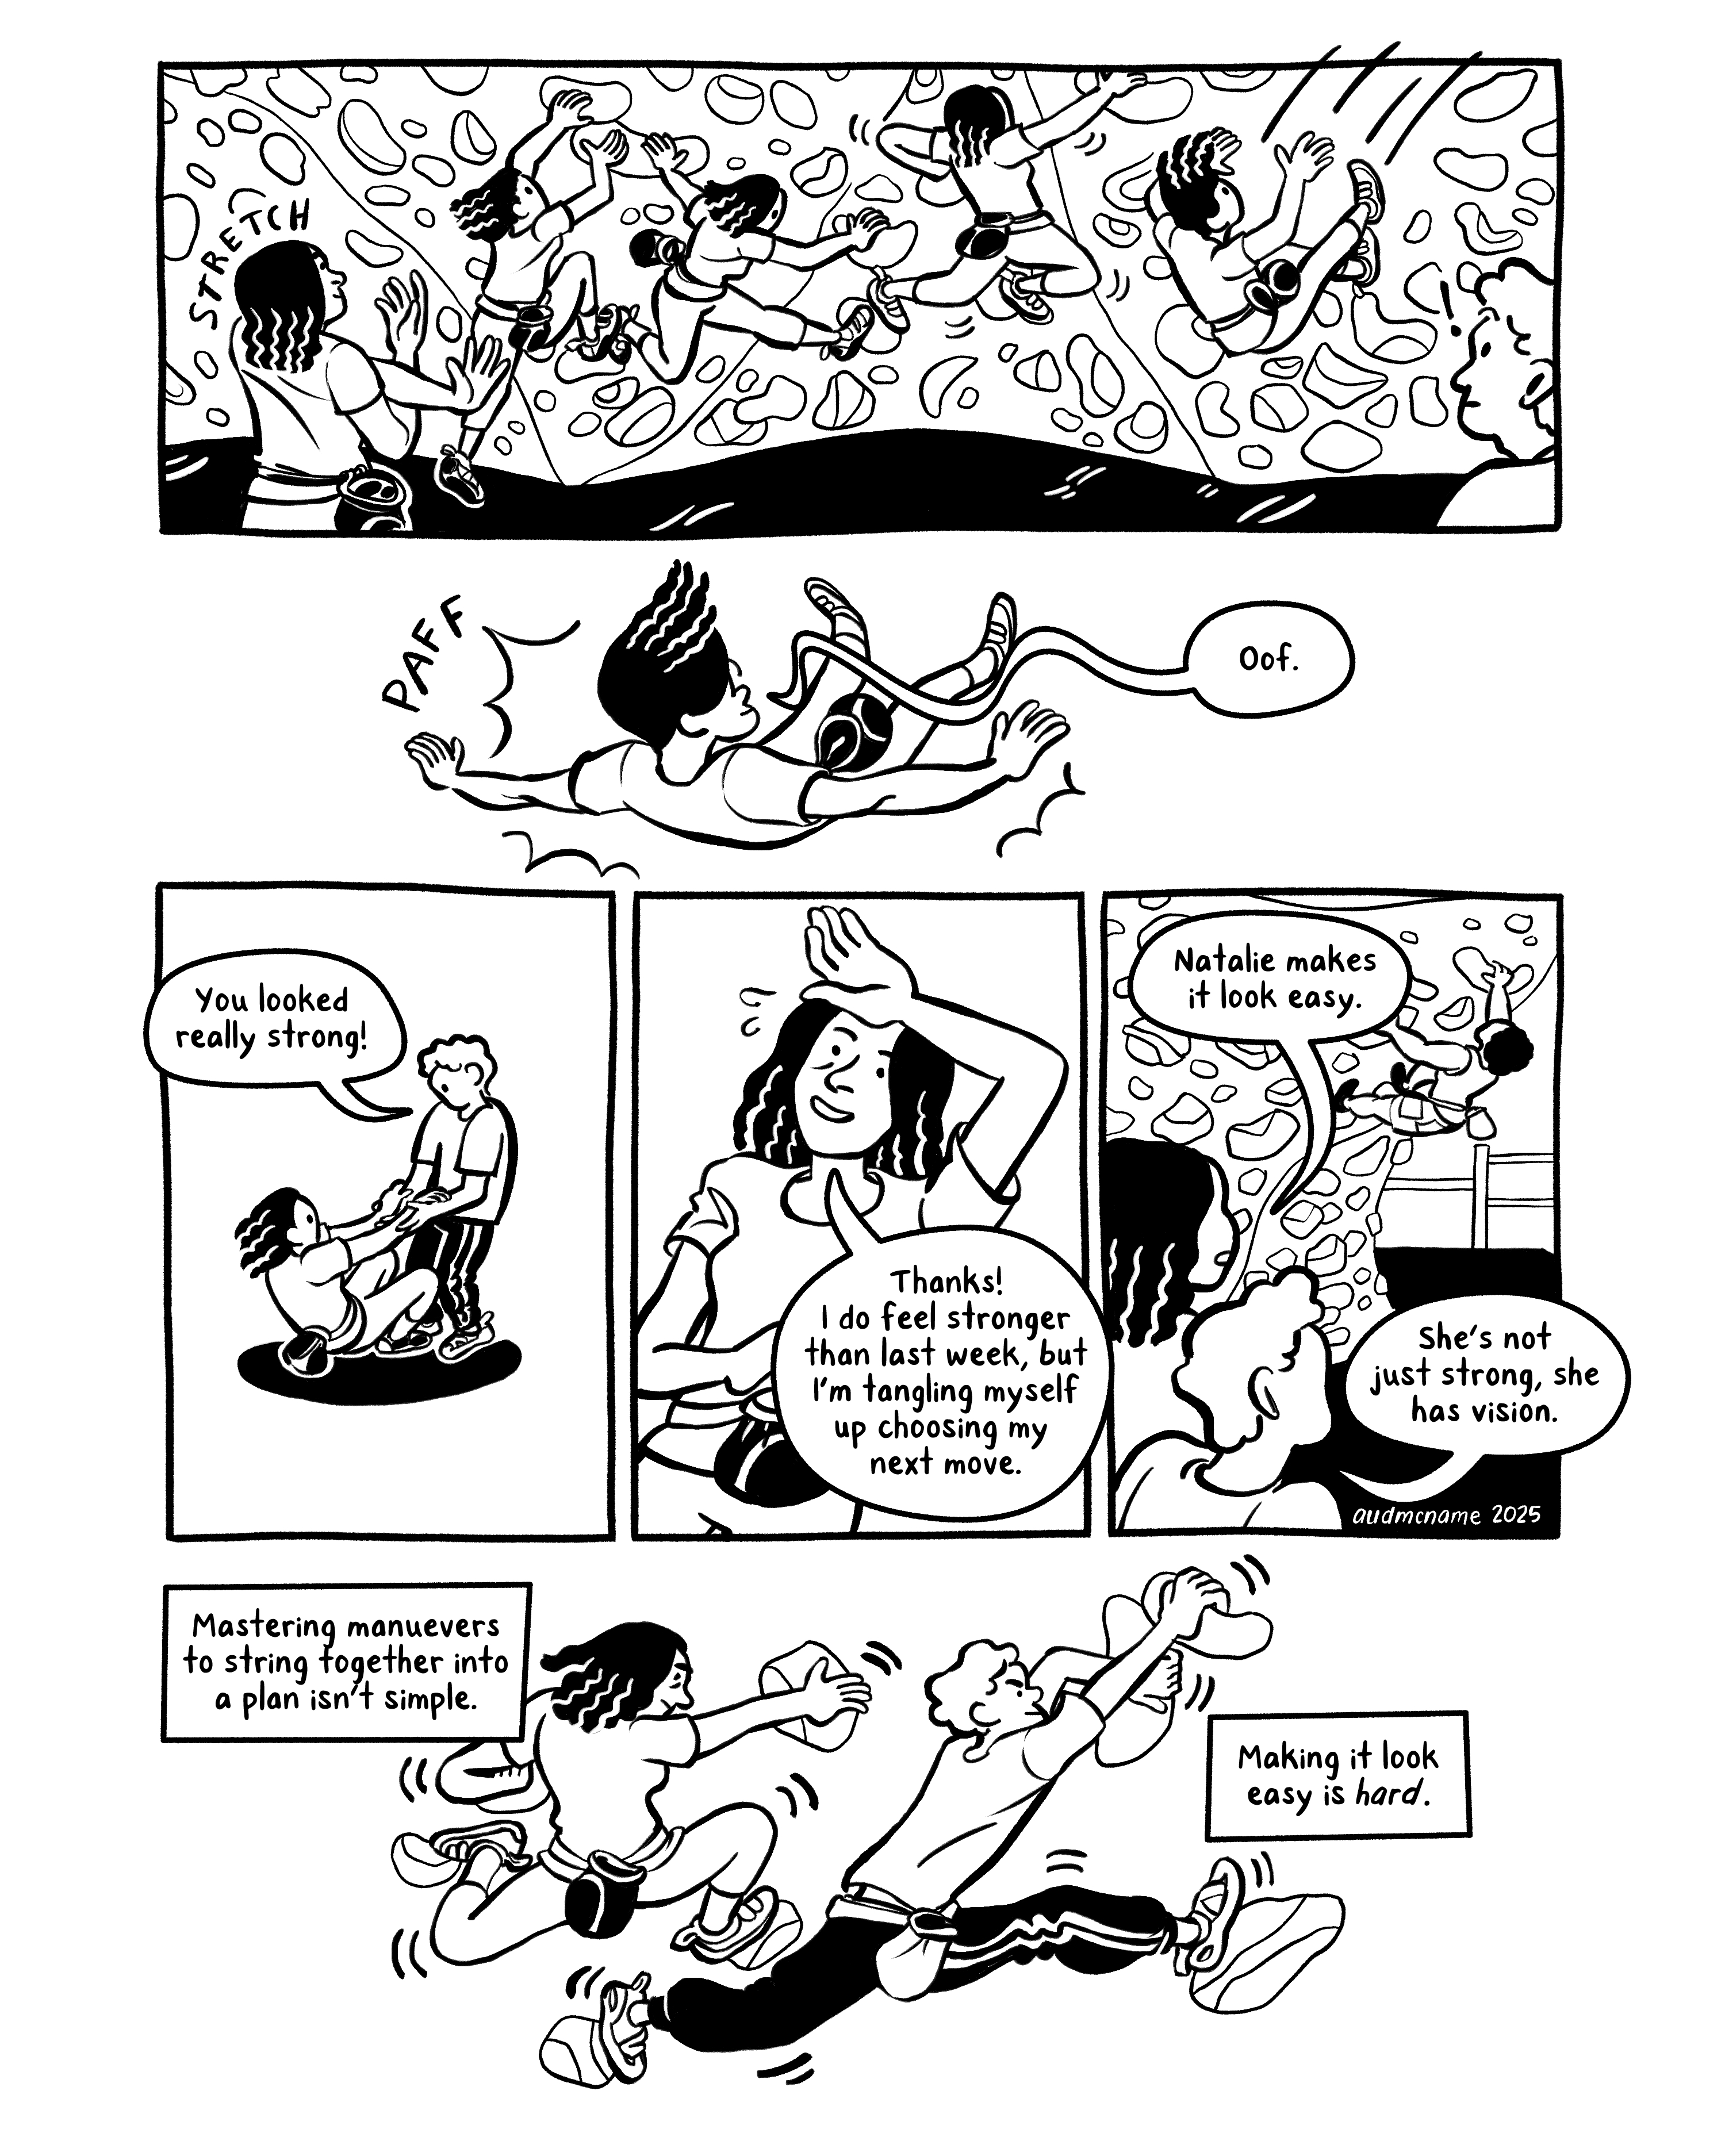 STRETCH
!
PAFF
Oof.
You looked
really strong!
Thanks!
I do feel stronger
than last week, but
I'm tangling myself
up choosing my
next move.
Natalie makes
it look easy.
She's not
just strong, she
has vision.
audmcname 2025
Mastering manuevers
to string together into
a plan isn't simple.
Making it look
easy is hard.